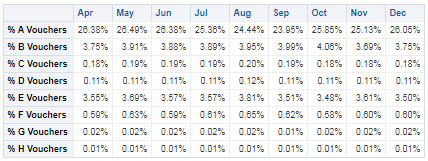 Apr May Jun Jul Aug Sep Oct Nov Dec
% A Vouchers 26.38% 26.49% 26.38% 25.36% 24.44% 23.95% 25.85% 25.13% 26.05%
% B Vouchers 3.75% 3.91% 3.88% 3.89% 3.95% 3.99% 4.06% 3.69% 3.75%
% C Vouchers 0.18% 0.19% 0.19% 0.19% 0.20% 0.19% 0.18% 0.18% 0.18%
% D Vouchers 0.11% 0.11% 0.11% 0.11% 0.12% 0.11% 0.11% 0.11% 0.11%
% E Vouchers 3.55% 3.69% 3.57% 3.57% 3.81% 3.51% 3.48% 3.61% 3.50%
% F Vouchers 0.59% 0.63% 0.59% 0.61% 0.65% 0.62% 0.58% 0.60% 0.60%
% G Vouchers 0.02% 0.02% 0.02% 0.02% 0.02% 0.01% 0.02% 0.02% 0.02%
% H Vouchers 0.01% 0.01% 0.01% 0.01% 0.01% 0.01% 0.01% 0.01% 0.01%